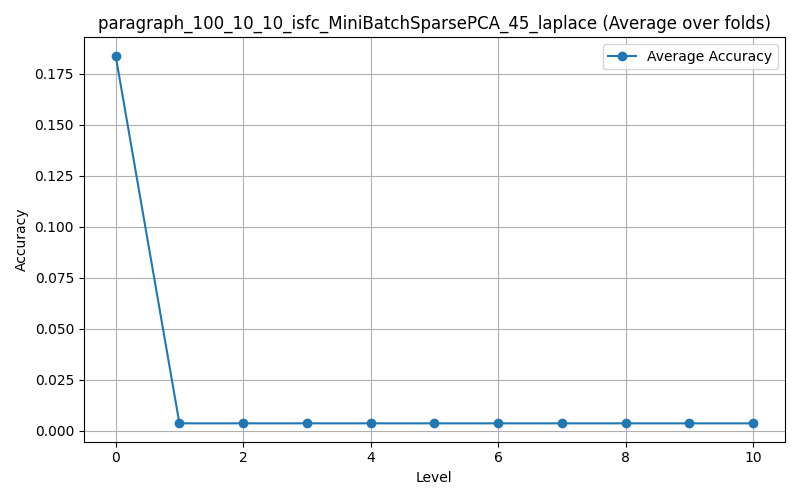 paragraph_100_10_10_isfc_MiniBatchSparsePCA_45_laplace (Average over folds)
Average Accuracy
0.175
0.150
0.125
0.100
0.075
0.050
0.025
0.000
Accuracy
0 2 4 6 8 10
Level